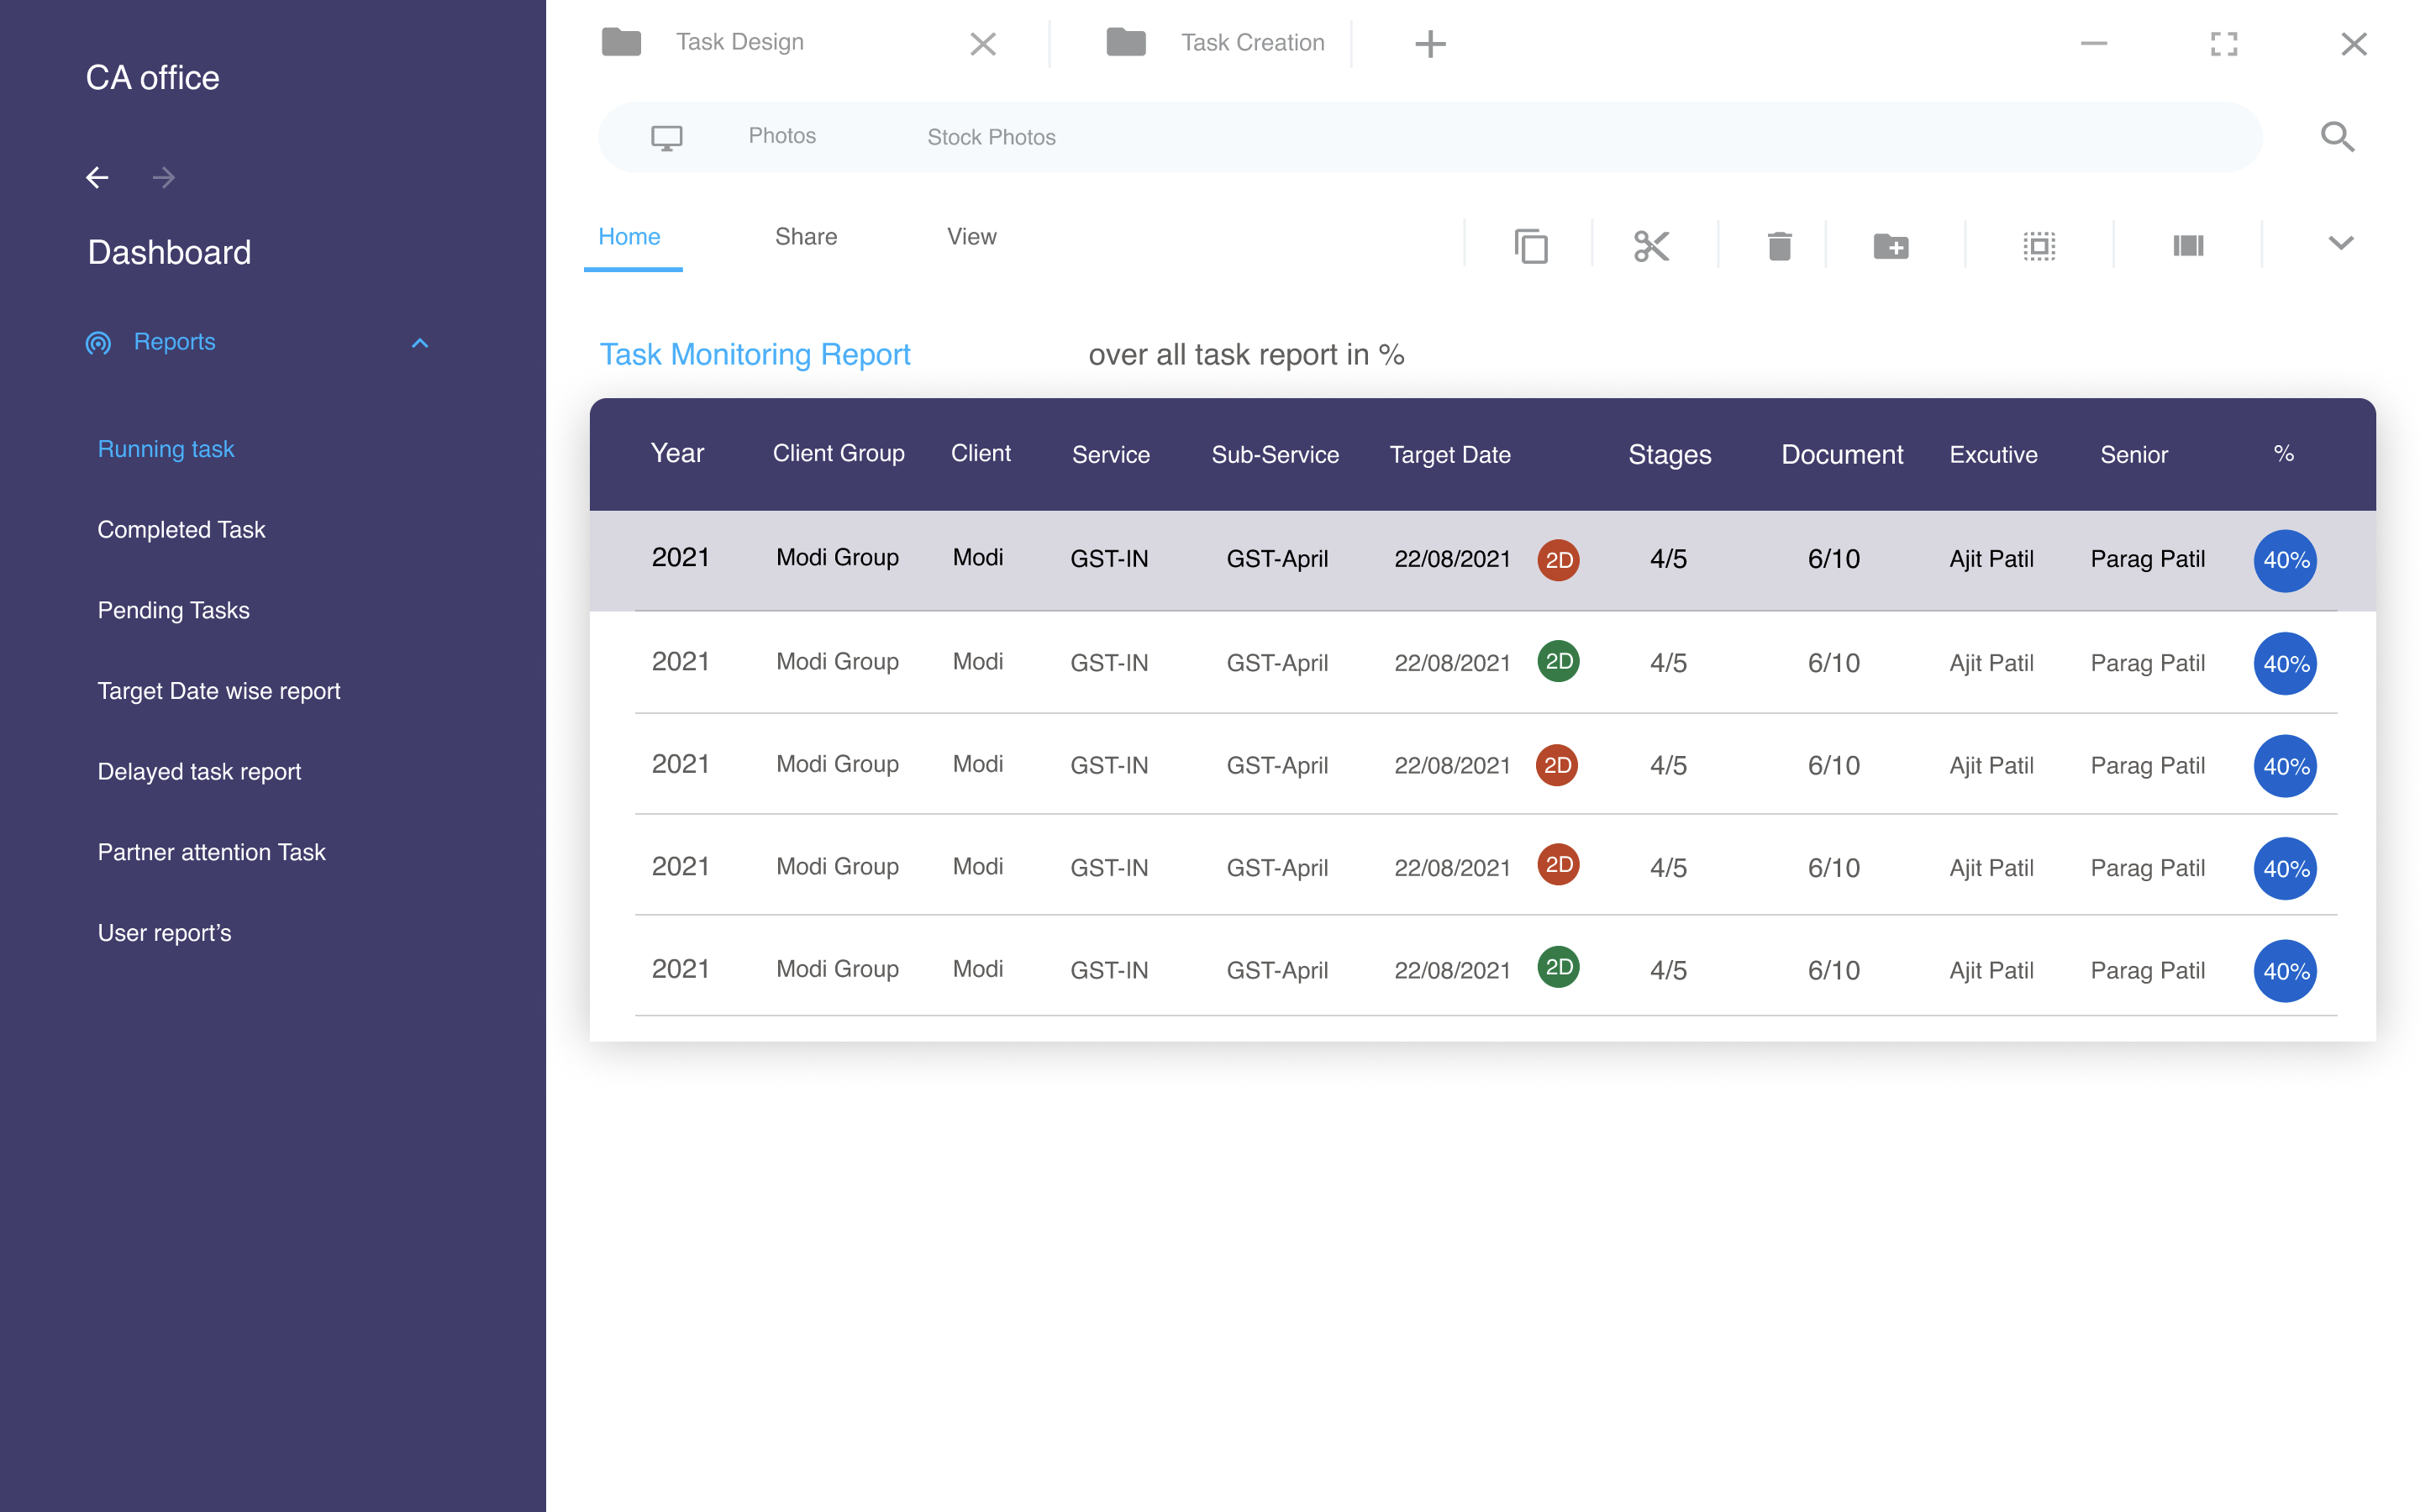 CA office
Dashboard
Reports
Running task
Completed Task
Pending Tasks
Target Date wise report
Delayed task report
Partner attention Task
User report’s
Task Design Task Creation
Photos Stock Photos
Home Share View
Task Monitoring Report over all task report in %
Year Client Group Client Service Sub-Service Target Date Stages Document Excutive Senior %
2021 Modi Group Modi GST-IN GST-April 22/08/2021 2D 4/5 6/10 Ajit Patil Parag Patil 40%
2021 Modi Group Modi GST-IN GST-April 22/08/2021 2D 4/5 6/10 Ajit Patil Parag Patil 40%
2021 Modi Group Modi GST-IN GST-April 22/08/2021 2D 4/5 6/10 Ajit Patil Parag Patil 40%
2021 Modi Group Modi GST-IN GST-April 22/08/2021 2D 4/5 6/10 Ajit Patil Parag Patil 40%
2021 Modi Group Modi GST-IN GST-April 22/08/2021 2D 4/5 6/10 Ajit Patil Parag Patil 40%